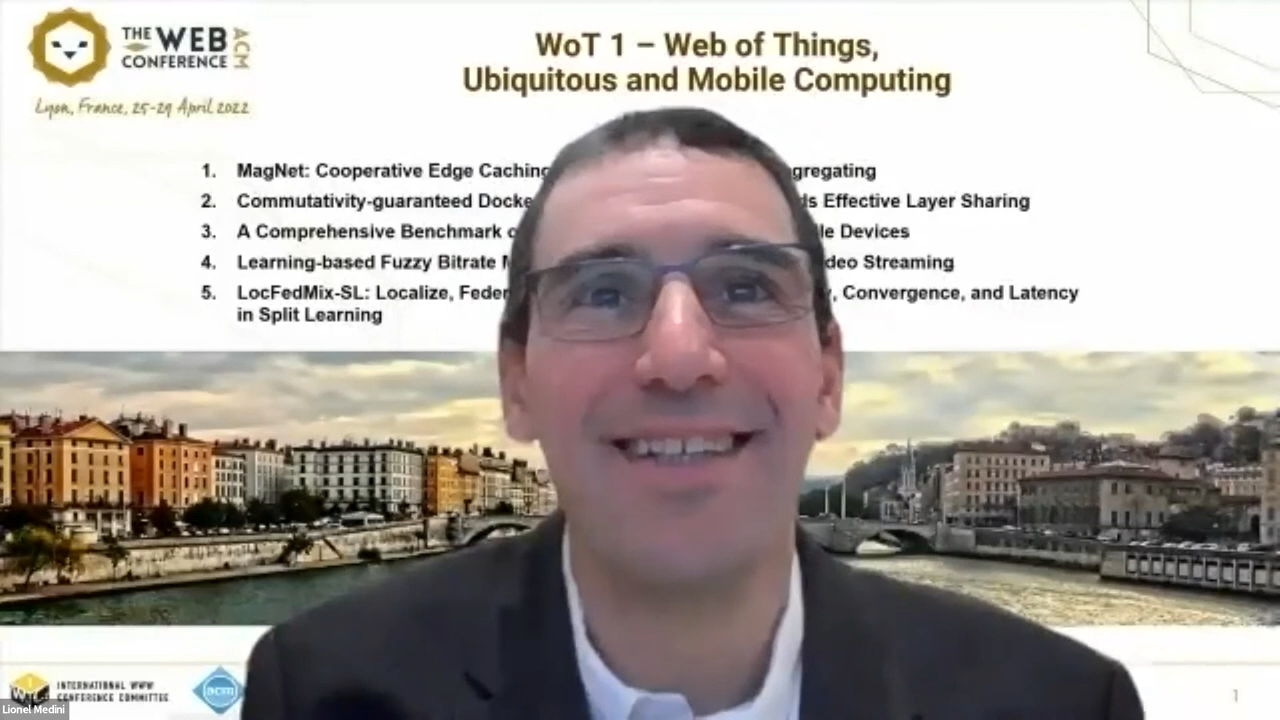 THE WEB
CONFERENCE
ACM
Lyon, France, 25-29 April 2022
WoT 1 – Web of Things,
Ubiquitous and Mobile Computing
1. MagNet: Cooperative Edge Caching gregating
2. Commutativity-guaranteed Docke s Effective Layer Sharing
3. A Comprehensive Benchmark le Devices
4. Learning-based Fuzzy Bitrate deo Streaming
5. LocFedMix-SL: Localize, Feder , Convergence, and Latency
in Split Learning
INTERNATIONAL WWW
CONFERENCE COMMITTEE
acm
Lionel Medini
1